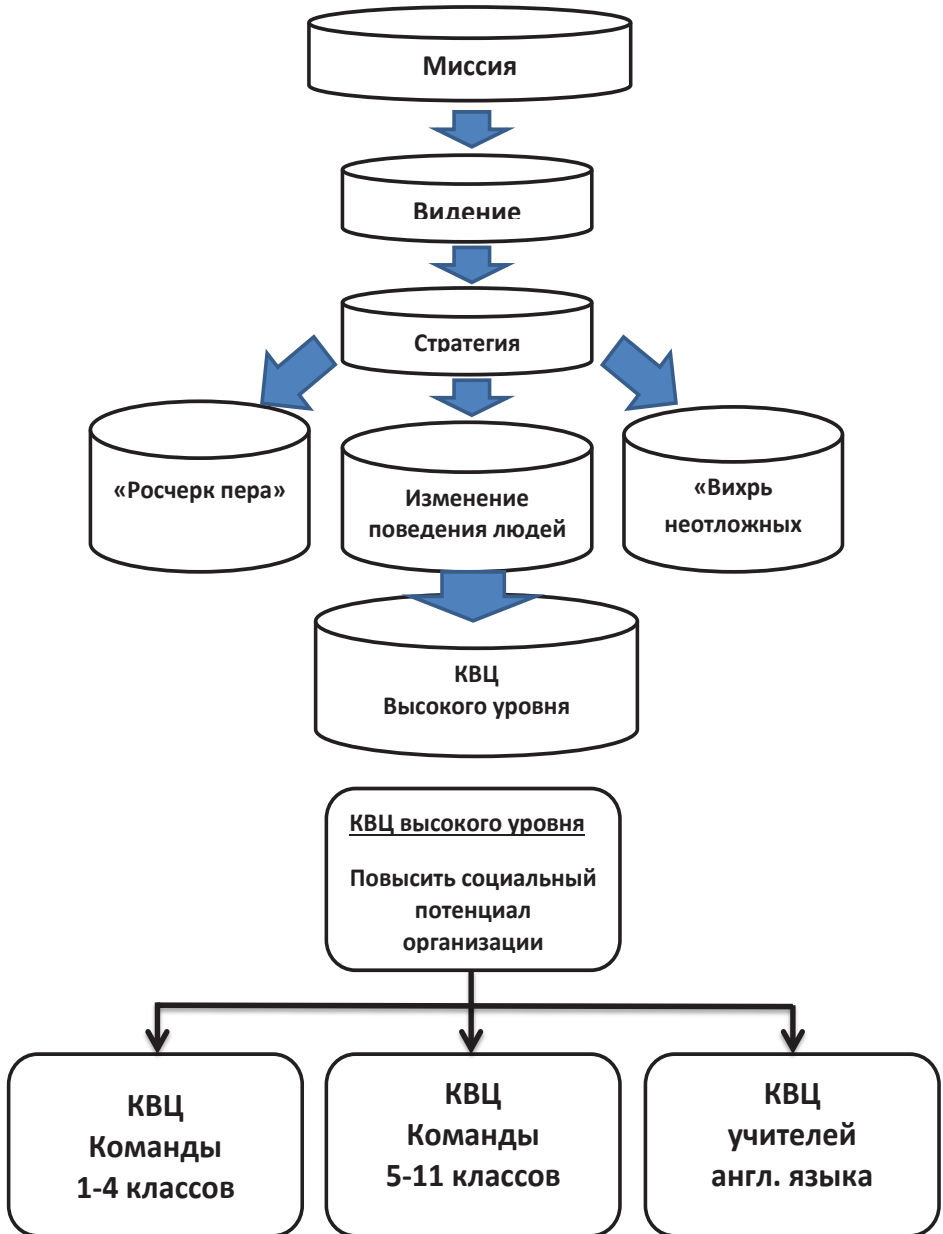 Миссия
Видение
Стратегия
«Росчерк пера»
Изменение
поведения людей
«Вихрь
неотложных
КВЦ
Высокого уровня
КВЦ высокого уровня
Повысить социальный
потенциал
организации
КВЦ
Команды
1-4 классов
КВЦ
Команды
5-11 классов
КВЦ
учителей
англ. языка